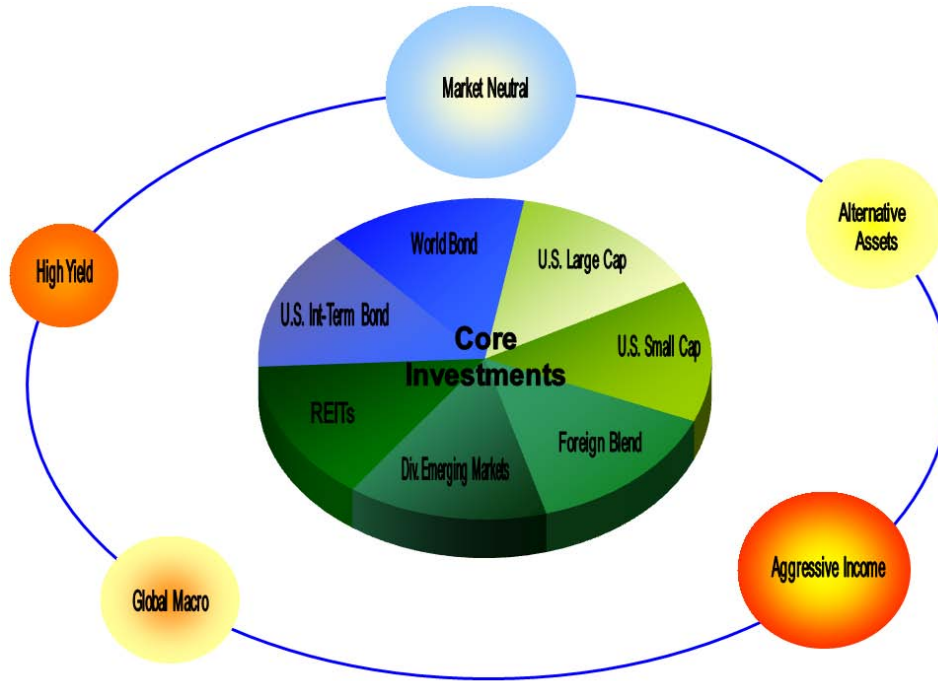 Market Neutral
Alternative
Assets
High Yield
World Bond
U.S. Large Cap
U.S. Int-Term Bond
Core
Investments
U.S. Small Cap
REITs
Foreign Blend
Div. Emerging Markets
Aggressive Income
Global Macro